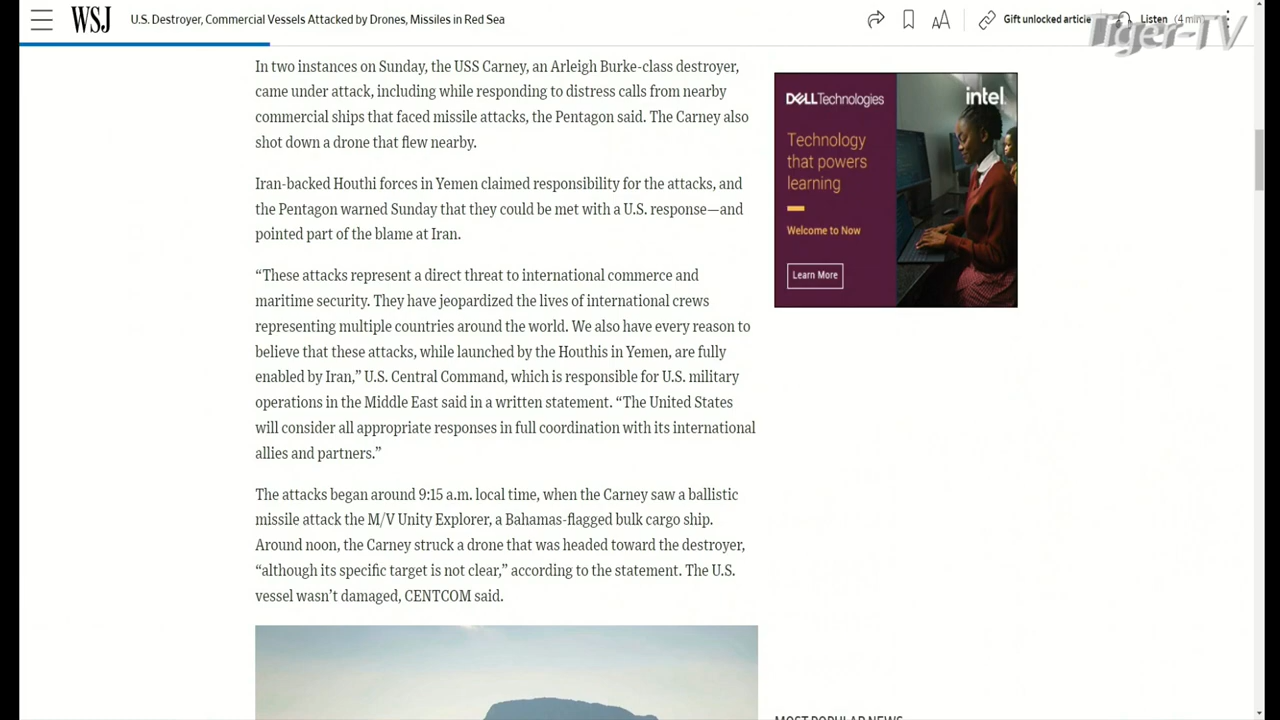 WSJ
U.S. Destroyer, Commercial Vessels Attacked by Drones, Missiles in Red Sea
AA
Gift unlocked article
Listen (4 min)
Tiger-TV
In two instances on Sunday, the USS Carney, an Arleigh Burke-class destroyer,
came under attack, including while responding to distress calls from nearby
commercial ships that faced missile attacks, the Pentagon said. The Carney also
shot down a drone that flew nearby.
Iran-backed Houthi forces in Yemen claimed responsibility for the attacks, and
the Pentagon warned Sunday that they could be met with a U.S. response—and
pointed part of the blame at Iran.
“These attacks represent a direct threat to international commerce and
maritime security. They have jeopardized the lives of international crews
representing multiple countries around the world. We also have every reason to
believe that these attacks, while launched by the Houthis in Yemen, are fully
enabled by Iran,” U.S. Central Command, which is responsible for U.S. military
operations in the Middle East said in a written statement. “The United States
will consider all appropriate responses in full coordination with its international
allies and partners.”
The attacks began around 9:15 a.m. local time, when the Carney saw a ballistic
missile attack the M/V Unity Explorer, a Bahamas-flagged bulk cargo ship.
Around noon, the Carney struck a drone that was headed toward the destroyer,
“although its specific target is not clear,” according to the statement. The U.S.
vessel wasn’t damaged, CENTCOM said.
DELLTechnologies
intel.
Technology
that powers
learning
Welcome to Now
Learn More
MOST POPULAR NEWS